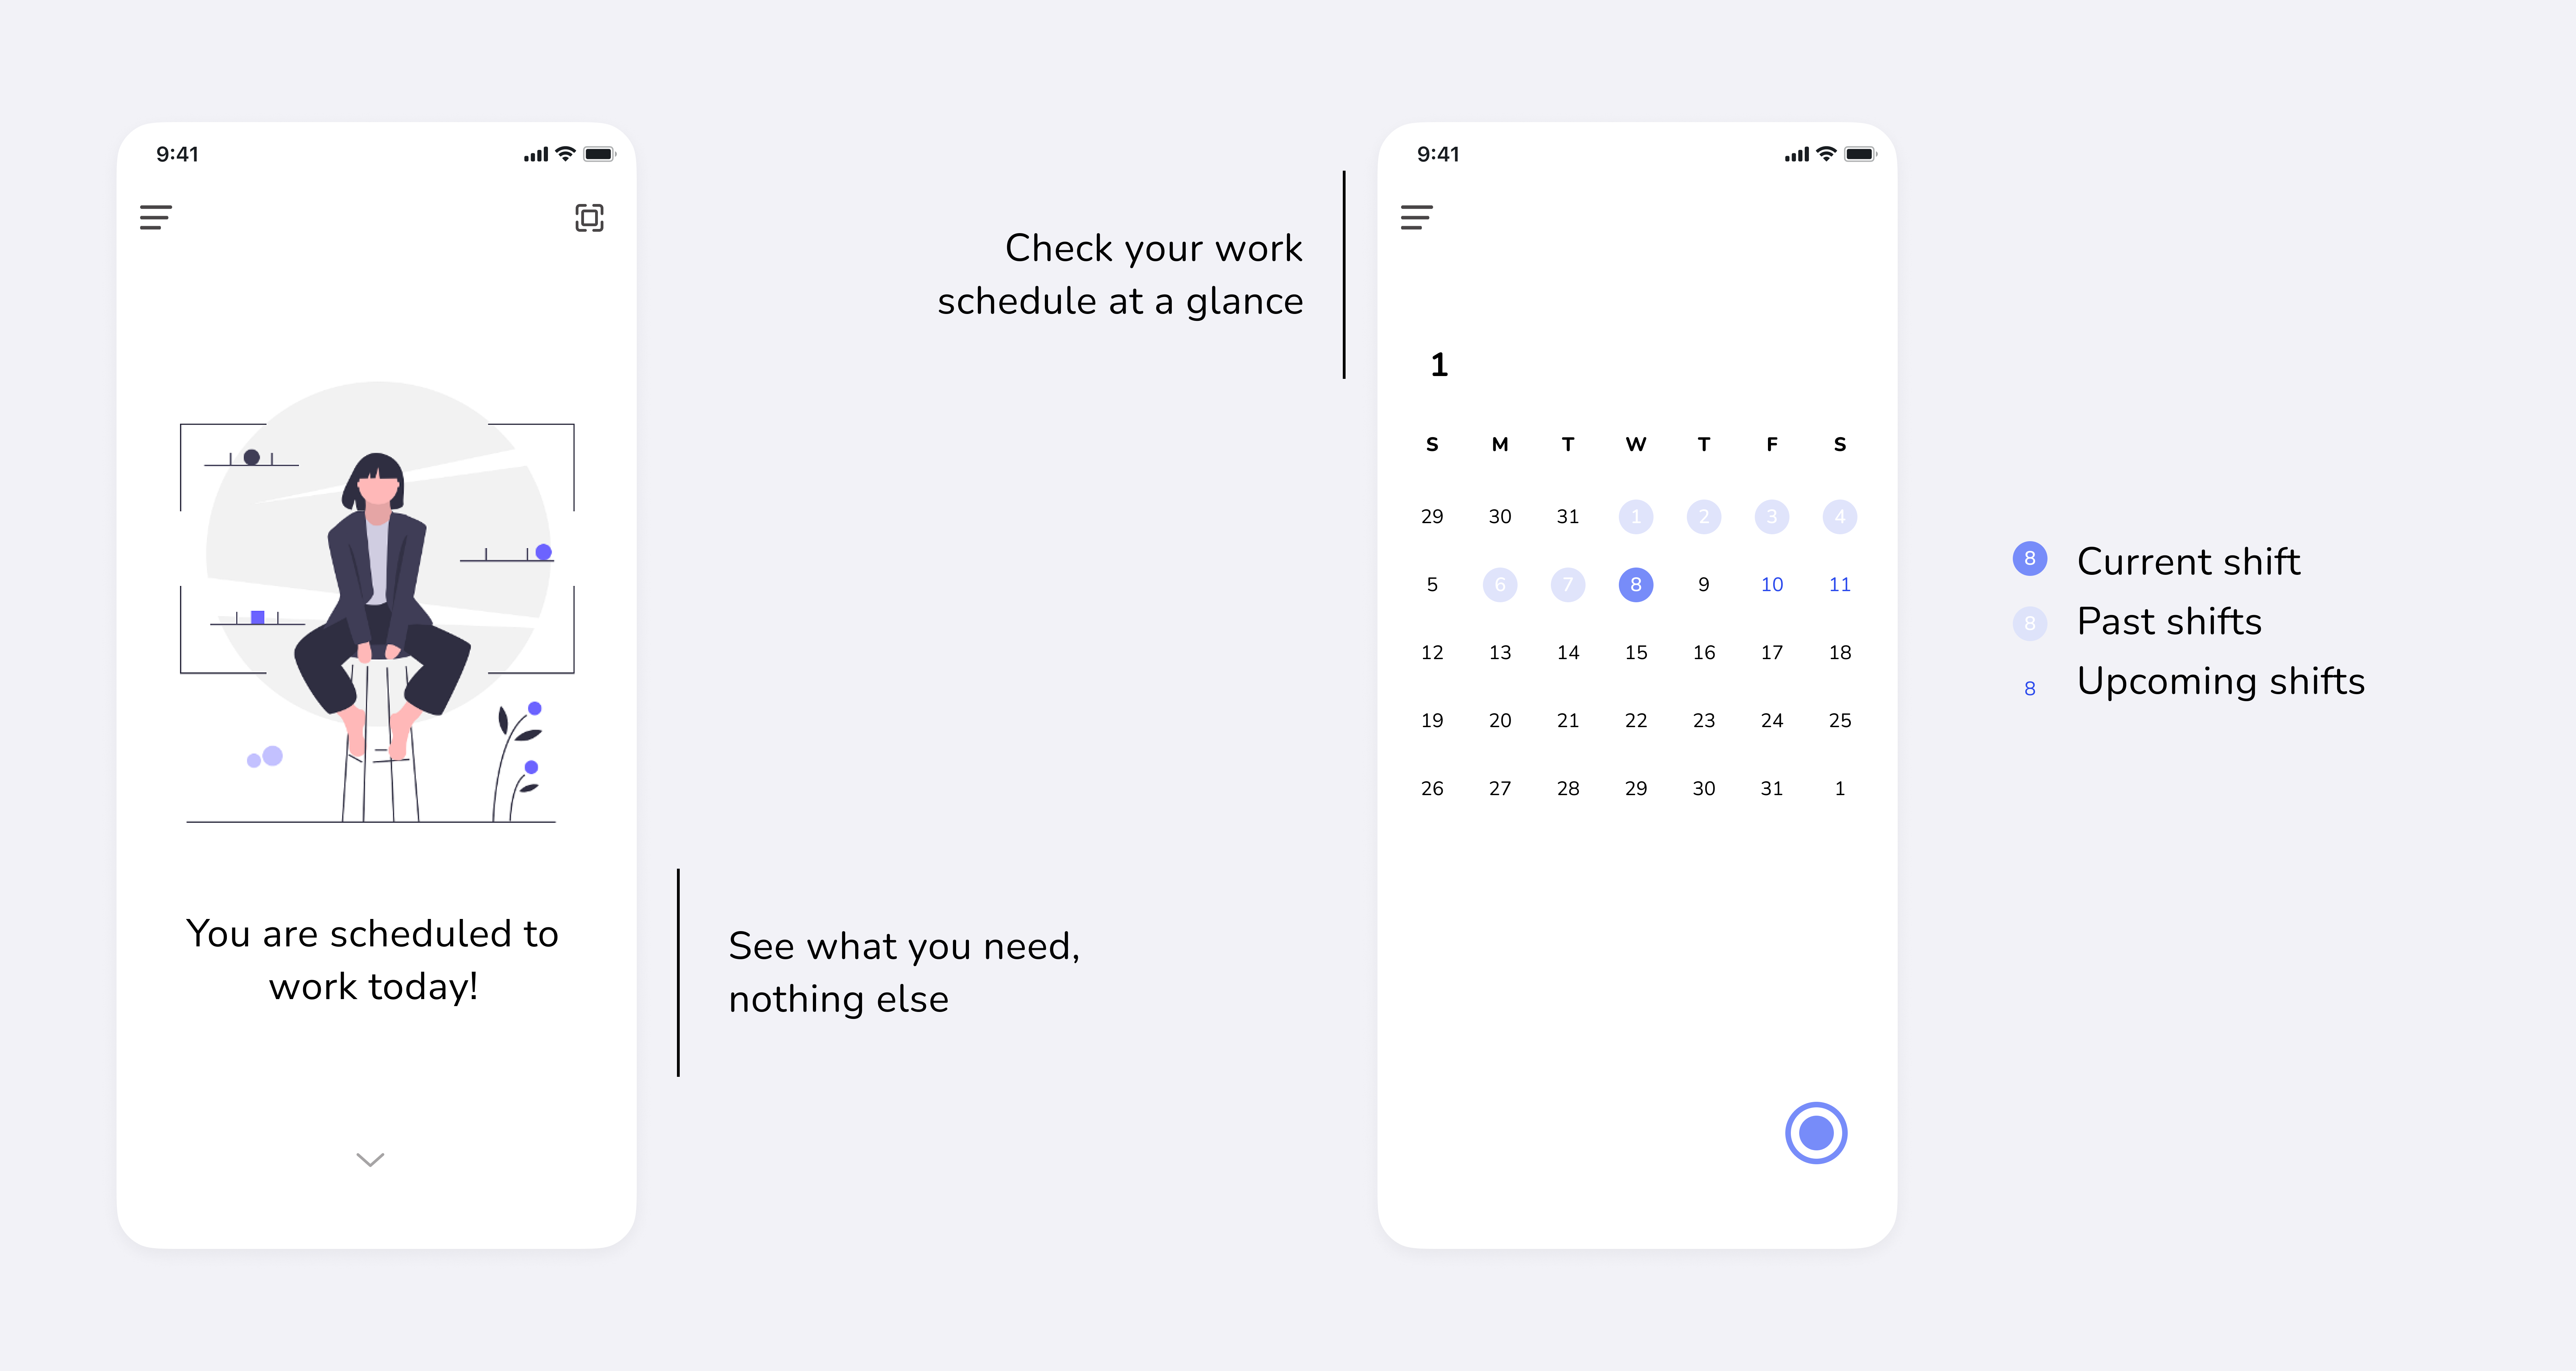 9:41
You are scheduled to
work today!
See what you need,
nothing else
Check your work
schedule at a glance
9:41
1
S M T W T F S
29 30 31 1 2 3 4
5 6 7 8 9 10 11
12 13 14 15 16 17 18
19 20 21 22 23 24 25
26 27 28 29 30 31 1
8 Current shift
8 Past shifts
8 Upcoming shifts